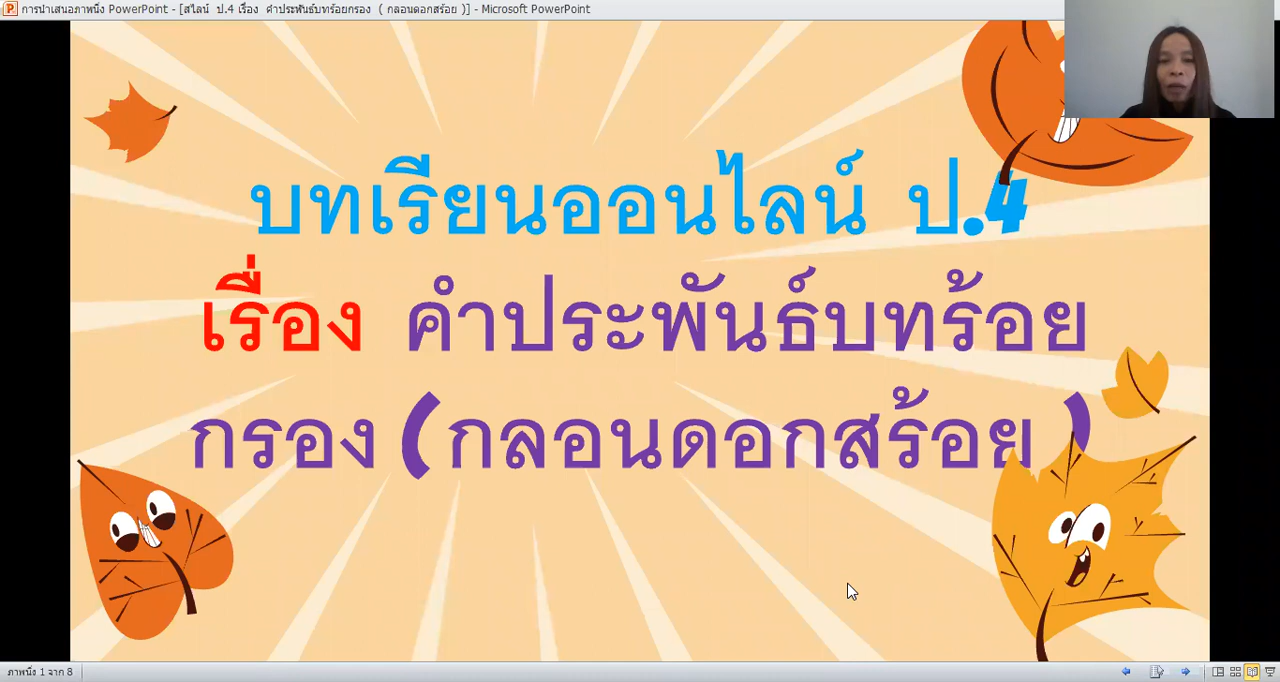 การนำเสนอภาพนิ่ง PowerPoint - [สไลน์ ป.4 เรื่อง คำประพันธ์บทร้อยกรอง ( กลอนดอกสร้อย )] - Microsoft PowerPoint
บทเรียนออนไลน์ ป.4
เรื่อง คำประพันธ์บทร้อย
กรอง (กลอนดอกสร้อย )
ภาพนิ่ง 1 จาก 8